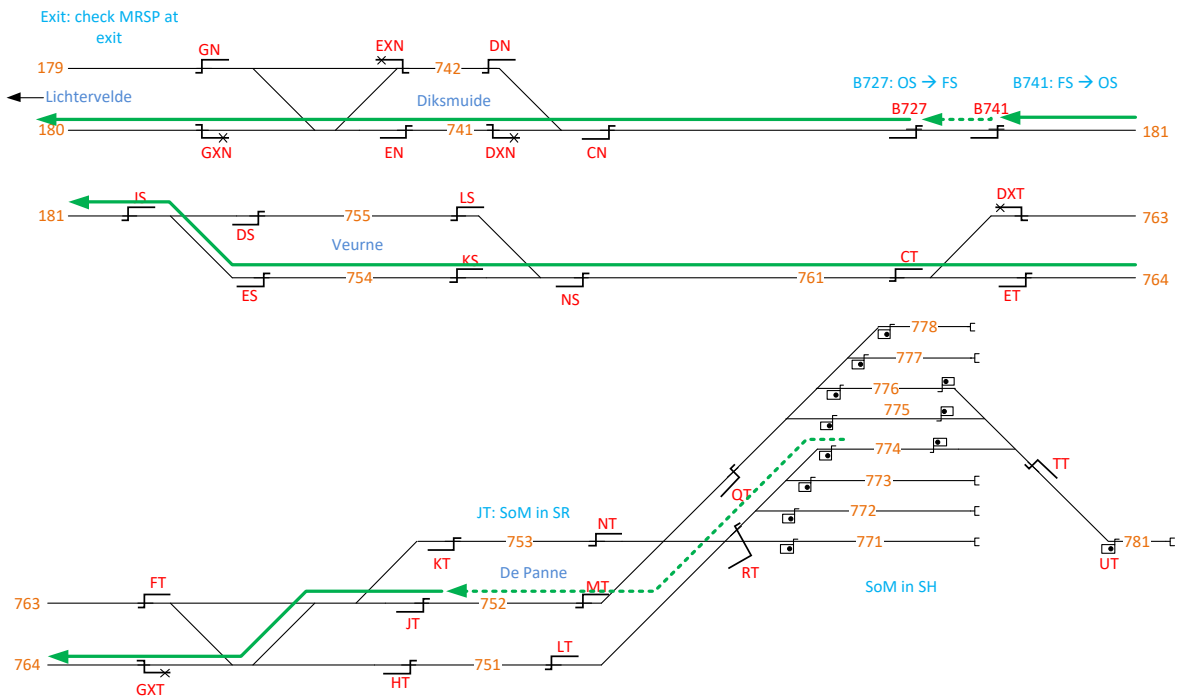 Exit: check MRSP at
exit
GN
EXN
DN
179
742
B727: OS → FS
B741: FS → OS
Lichtervelde
Diksmuide
B727
B741
180
741
181
GXN
EN
DXN
CN
JS
LS
DXT
181
755
763
DS
Veurne
KS
CT
754
761
764
ES
NS
ET
778
777
776
775
774
TT
773
QT
JT: SoM in SR
772
NT
KT
753
771
781
RT
UT
De Panne
FT
MT
SoM in SH
763
752
JT
LT
764
751
HT
GXT